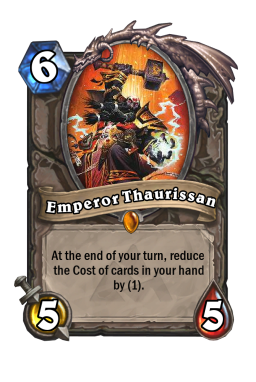 6
Emperor Thaurissan
At the end of your turn, reduce
the Cost of cards in your hand
by (1).
5 5